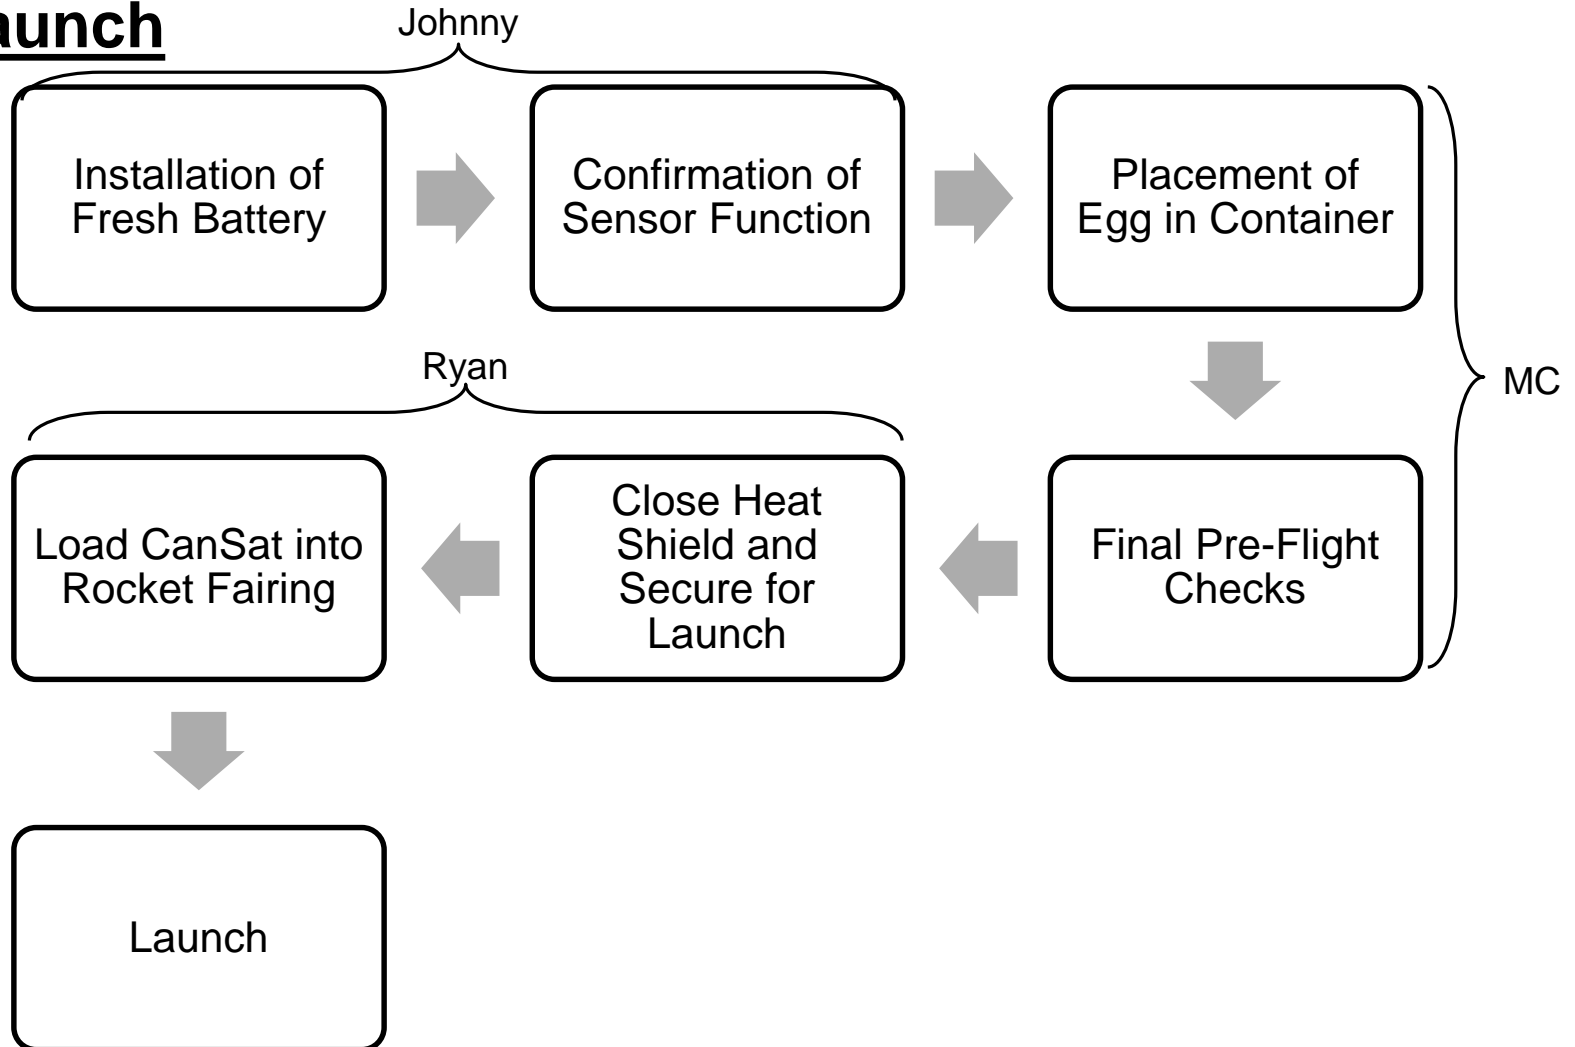 aunch
Johnny
Installation of
Fresh Battery
Confirmation of
Sensor Function
Placement of
Egg in Container
MC
Ryan
Load CanSat into
Rocket Fairing
Close Heat
Shield and
Secure for
Launch
Final Pre-Flight
Checks
Launch